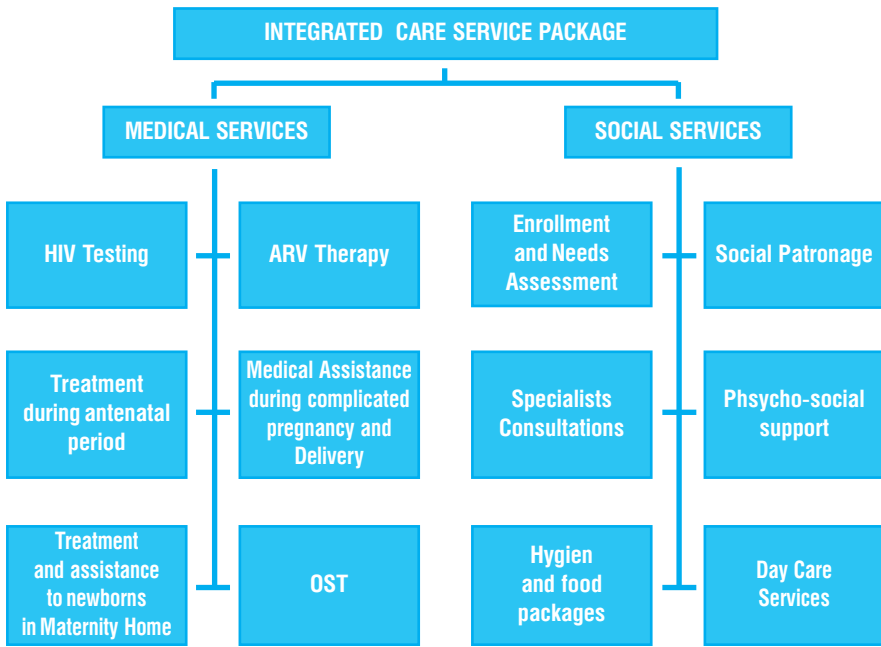 INTEGRATED CARE SERVICE PACKAGE
MEDICAL SERVICES
SOCIAL SERVICES
HIV Testing
ARV Therapy
Enrollment
and Needs
Assessment
Social Patronage
Treatment
during antenatal
period
Medical Assistance
during complicated
pregnancy and
Delivery
Specialists
Consultations
Phsycho-social
support
Treatment
and assistance
to newborns
in Maternity Home
OST
Hygien
and food
packages
Day Care
Services